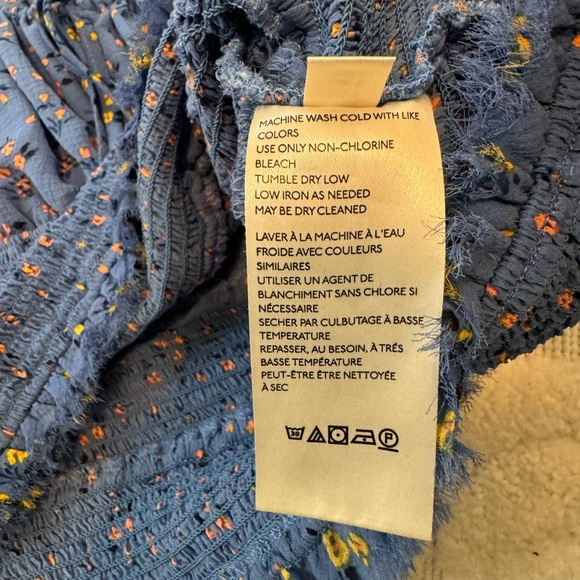 MACHINE WASH COLD WITH LIKE
COLORS
USE ONLY NON-CHLORINE
BLEACH
TUMBLE DRY LOW
LOW IRON AS NEEDED
MAY BE DRY CLEANED
LAVER À LA MACHINE À L'EAU
FROIDE AVEC COULEURS
SIMILAIRES
UTILISER UN AGENT DE
BLANCHIMENT SANS CHLORE SI
NÉCESSAIRE
SECHER PAR CULBUTAGE À BASSE
TEMPERATURE
REPASSER, AU BESOIN, À TRÉS
BASSE TEMPÉRATURE
PEUT-ÊTRE ÊTRE NETTOYÉE
À SEC
30 P